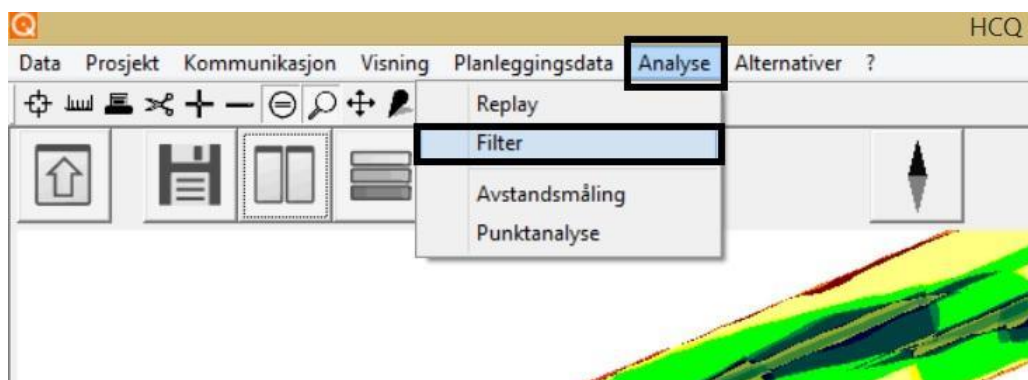 HCQ
Data Prosjekt Kommunikasjon Visning Planleggingsdata Analyse Alternativer ?
Replay
Filter
Avstandsmåling
Punktanalyse